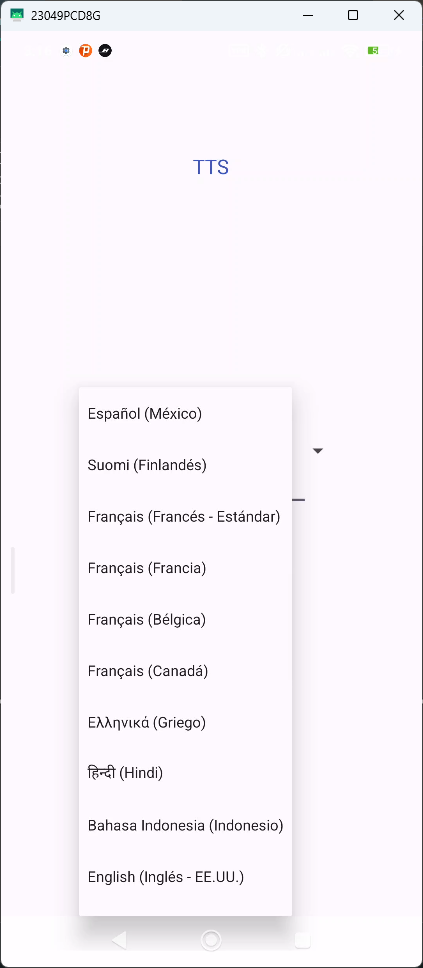 23049PCD8G
TTS
Español (México)
Suomi (Finlandés)
Français (Francés - Estándar)
Français (Francia)
Français (Bélgica)
Français (Canadá)
Ελληνικά (Griego)
हिन्दी (Hindi)
Bahasa Indonesia (Indonesio)
English (Inglés - EE.UU.)